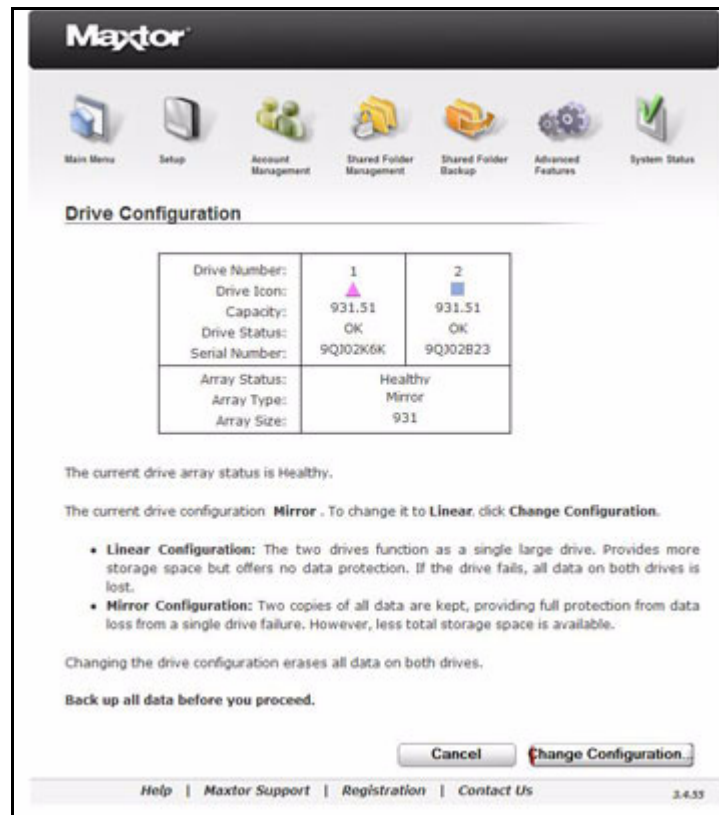 Maxtor
Main Menu
Setup
Account Management
Shared Folder Management
Shared Folder Backup
Advanced Features
System Status
Drive Configuration
Drive Number: 1 2
Drive Icon:
Capacity: 931.51 931.51
Drive Status: OK OK
Serial Number: 9QJ02K6K 9QJ02B23
Array Status: Healthy
Array Type: Mirror
Array Size: 931
The current drive array status is Healthy.
The current drive configuration Mirror . To change it to Linear, click Change Configuration.
• Linear Configuration: The two drives function as a single large drive. Provides more
storage space but offers no data protection. If the drive fails, all data on both drives is
lost.
• Mirror Configuration: Two copies of all data are kept, providing full protection from data
loss from a single drive failure. However, less total storage space is available.
Changing the drive configuration erases all data on both drives.
Back up all data before you proceed.
Cancel Change Configuration...
Help | Maxtor Support | Registration | Contact Us 3.4.55